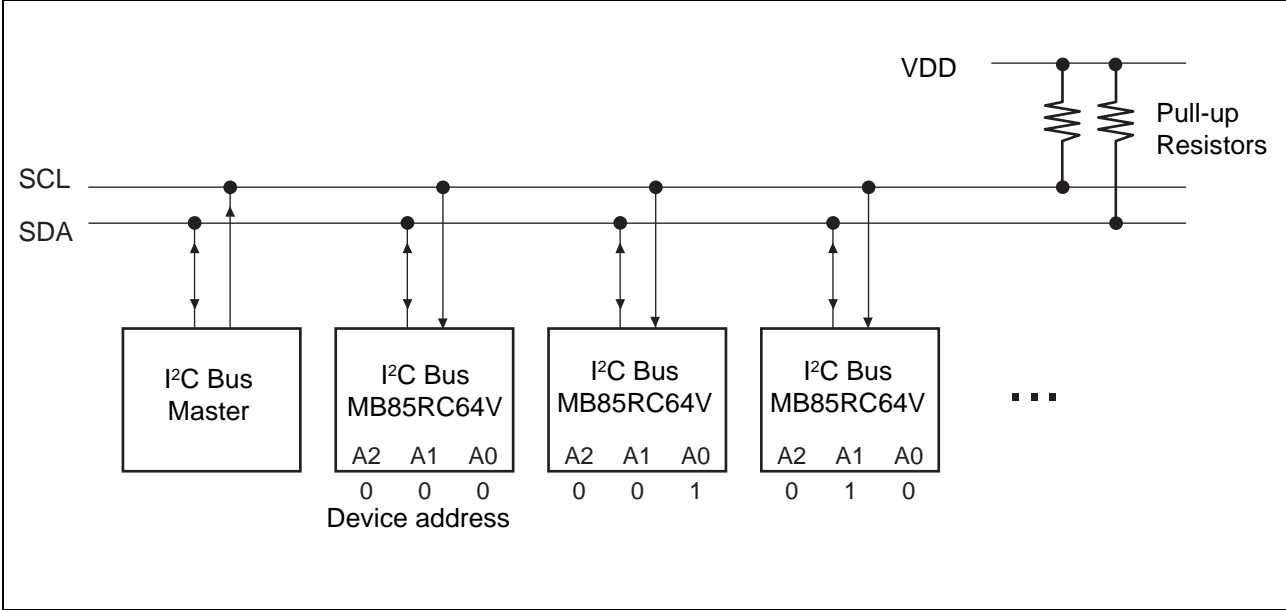 VDD
Pull-up
Resistors
SCL
SDA
I²C Bus
Master
I²C Bus
MB85RC64V
A2 A1 A0
0 0 0
Device address
I²C Bus
MB85RC64V
A2 A1 A0
0 0 1
I²C Bus
MB85RC64V
A2 A1 A0
0 1 0
...